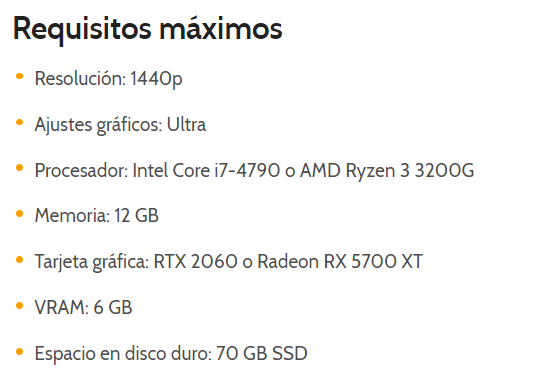 Requisitos máximos
Resolución: 1440p
Ajustes gráficos: Ultra
Procesador: Intel Core i7-4790 o AMD Ryzen 3 3200G
Memoria: 12 GB
Tarjeta gráfica: RTX 2060 o Radeon RX 5700 XT
VRAM: 6 GB
Espacio en disco duro: 70 GB SSD